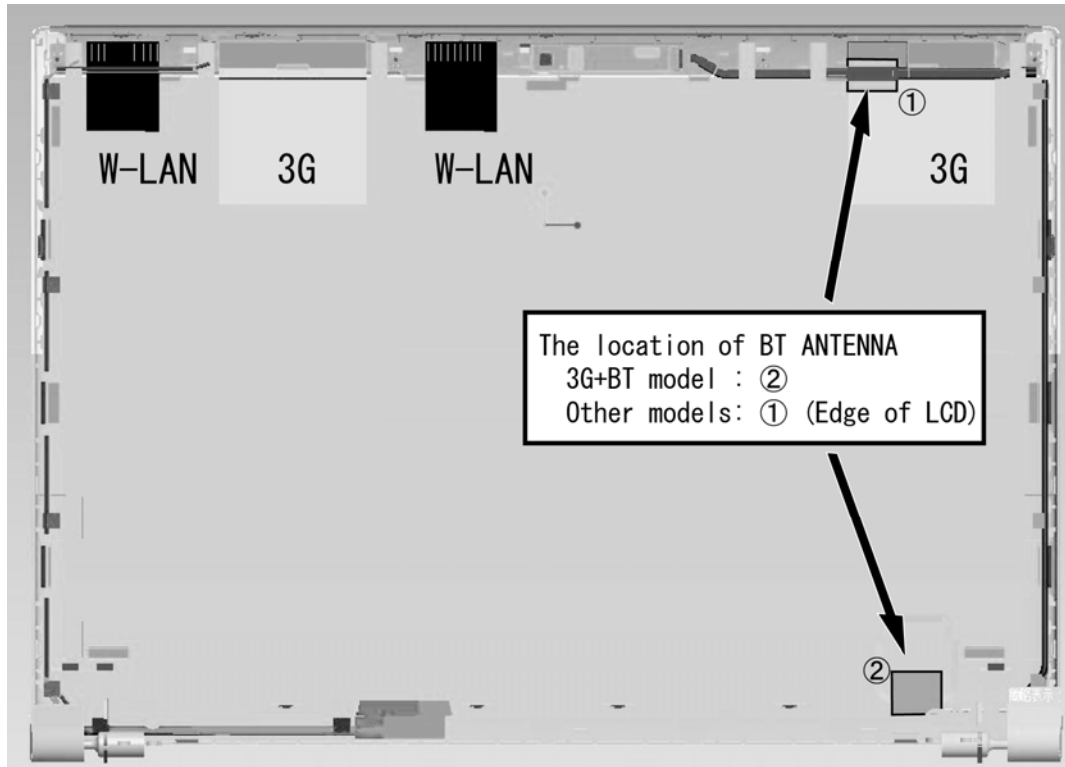 ①
W-LAN 3G W-LAN 3G
The location of BT ANTENNA
3G+BT model : ②
Other models: ① (Edge of LCD)
②